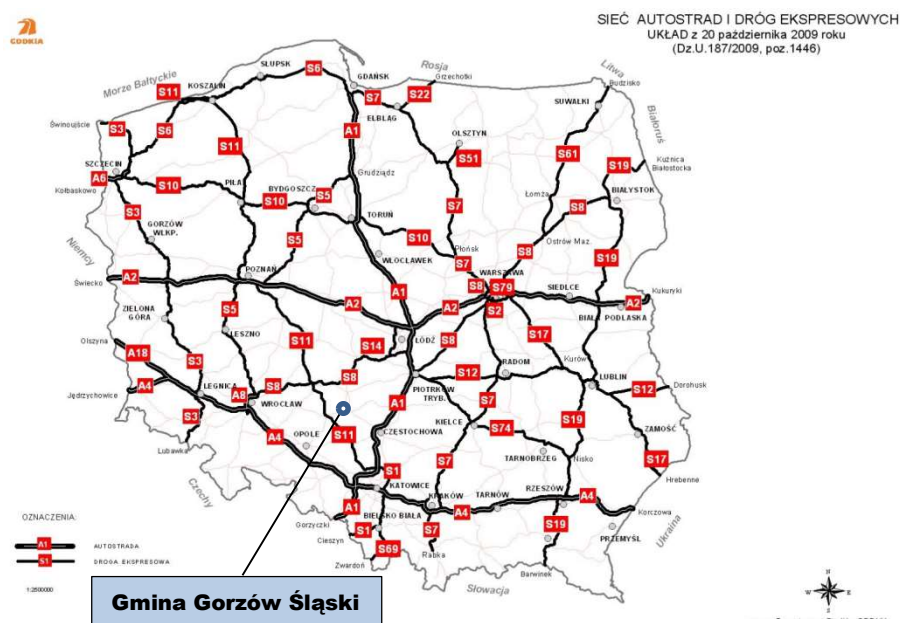 GDDKIA
SIEĆ AUTOSTRAD I DRÓG EKSPRESOWYCH
UKŁAD z 20 października 2009 roku
(Dz.U.187/2009, poz.1446)
Morze Bałtyckie
Rosja
Litwa
Białoruś
Ukraina
Słowacja
Czechy
Niemcy
SŁUPSK
S6
GDAŃSK
Grzechotki
S22
S7
Budzisko
S11
KOSZALIN
ELBLĄG
SUWAŁKI
Świnoujście
S3
S6
A1
OLSZTYN
S51
S61
S11
S19
Kuźnica
Białostocka
SZCZECIN
A6
Kołbaskowo
S10
PIŁA
S10
BYDGOSZCZ
S5
Grudziądz
BIAŁYSTOK
Łomża
S8
S3
TORUŃ
S7
GORZÓW
WLKP.
S5
S10
Płońsk
Ostrów Maz.
S8
S7
WŁOCŁAWEK
S19
Świecko
A2
POZNAŃ
A1
S8
WARSZAWA
S79
SIEDLCE
Kukuryki
A2
A2
A2
S2
BIAŁA PODLASKA
ZIELONA
GÓRA
S5
LESZNO
S11
S14
ŁÓDŹ
S8
S17
Olszyna
A18
S3
S8
S12
RADOM
Kurów
LUBLIN
S12
Dorohusk
Jędrzychowice
A4
LEGNICA
A8
S8
WROCŁAW
PIOTRKÓW
TRYB.
A1
S7
S19
S3
Lubawka
A4
OPOLE
S11
CZĘSTOCHOWA
KIELCE
S74
ZAMOŚĆ
S7
TARNOBRZEG
Nisko
S17
Hrebenne
S1
KATOWICE
KRAKÓW
A4
TARNÓW
RZESZÓW
A4
Korczowa
A1
Gorzyczki
BIELSKO BIAŁA
S1
Cieszyn
S7
Rabka
S19
PRZEMYŚL
S69
Zwardoń
Barwinek
OZNACZENIA:
A1
AUTOSTRADA
S1
DROGA EKSPRESOWA
1:2500000
Gmina Gorzów Śląski
N
W
E
S